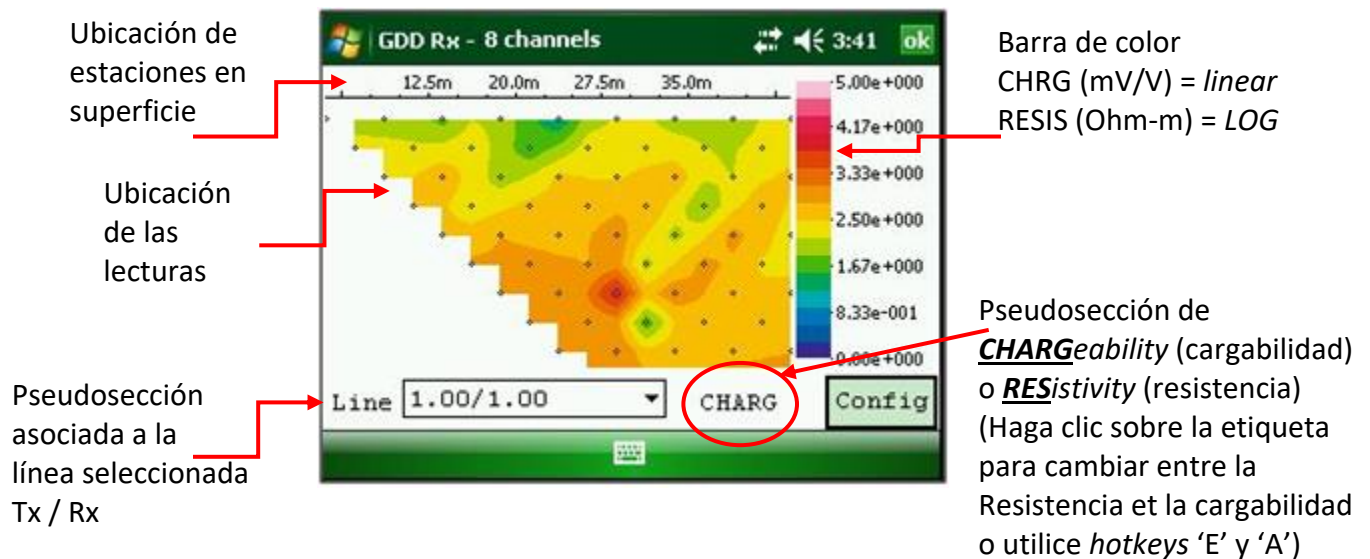 Ubicación de
estaciones en
superficie
Ubicación
de las
lecturas
Pseudosección
asociada a la
línea seleccionada
Tx / Rx
GDD Rx - 8 channels
3:41
ok
12.5m 20.0m 27.5m 35.0m
5.00e+000
4.17e+000
3.33e+000
2.50e+000
1.67e+000
8.33e-001
0.00e+000
Line 1.00/1.00 CHARG Config
Barra de color
CHRG (mV/V) = linear
RESIS (Ohm-m) = LOG
Pseudosección de
CHARGeability (cargabilidad)
o RESistivity (resistencia)
(Haga clic sobre la etiqueta
para cambiar entre la
Resistencia et la cargabilidad
o utilice hotkeys ‘E’ y ‘A’)